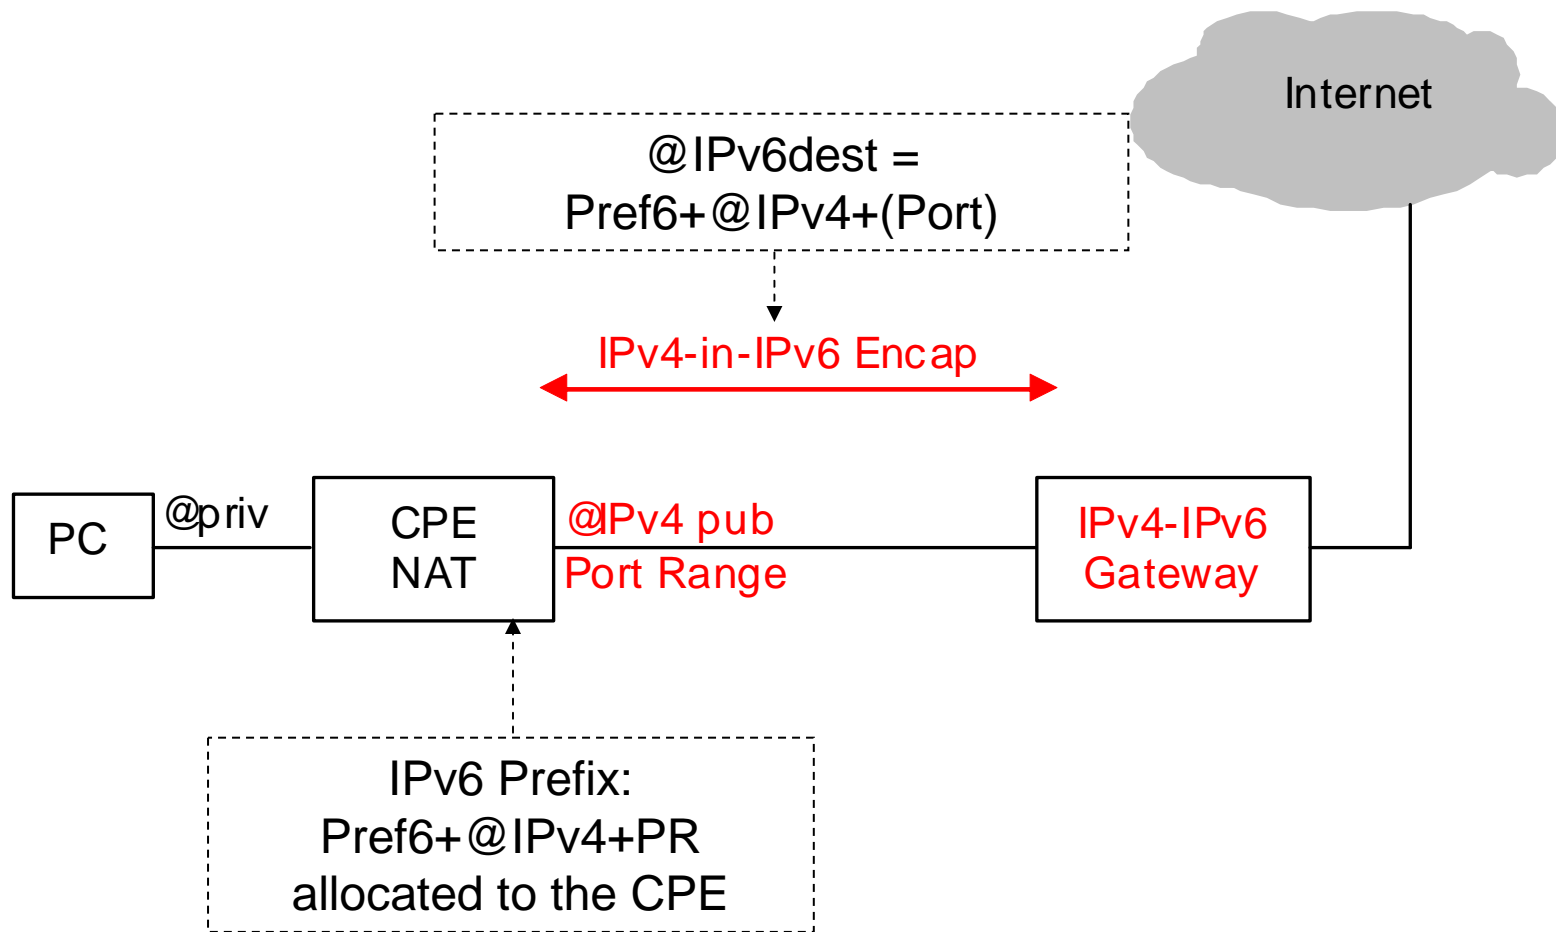 Internet
@IPv6dest =
Pref6+@IPv4+(Port)
IPv4-in-IPv6 Encap
PC
@priv
CPE
NAT
@IPv4 pub
Port Range
IPv4-IPv6
Gateway
IPv6 Prefix:
Pref6+@IPv4+PR
allocated to the CPE